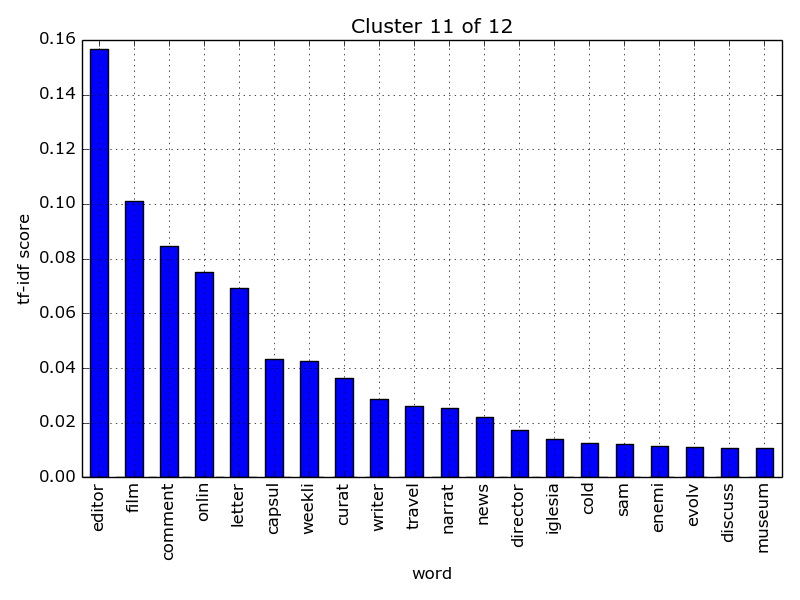 Cluster 11 of 12
0.16
0.14
0.12
0.10
0.08
0.06
0.04
0.02
0.00
tf-idf score
editor
film
comment
onlin
letter
capsul
weekli
curat
writer
travel
narrat
news
director
iglesia
cold
sam
enemi
evolv
discuss
museum
word